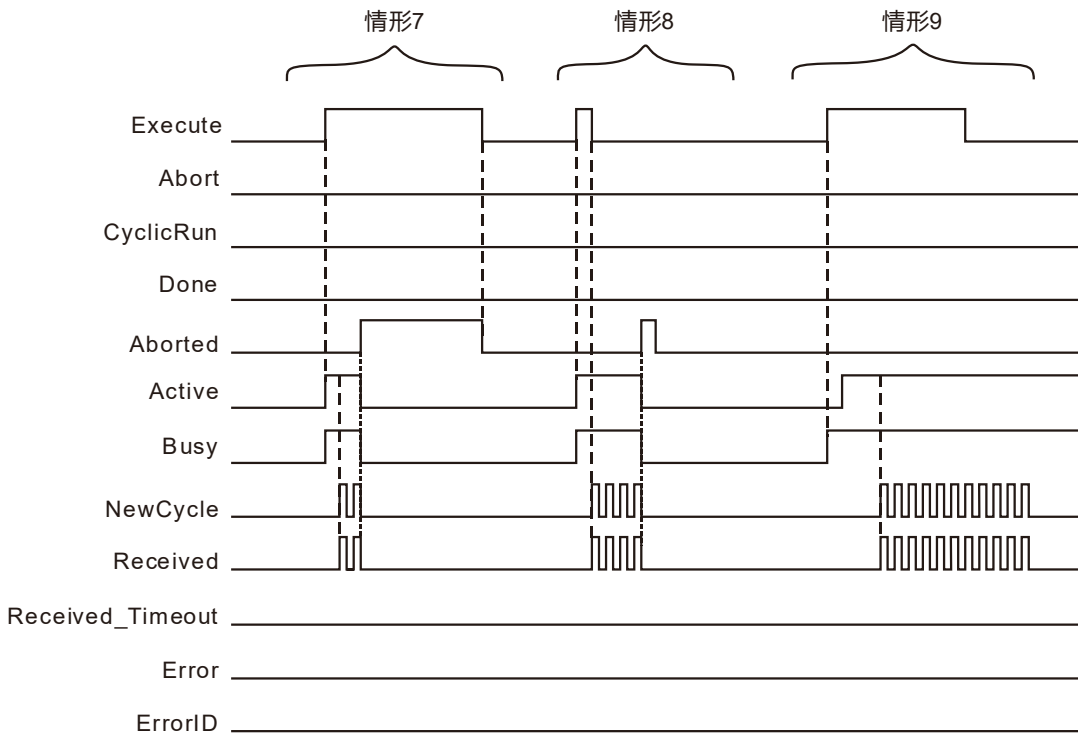 情形7 情形8 情形9
Execute
Abort
CyclicRun
Done
Aborted
Active
Busy
NewCycle
Received
Received_Timeout
Error
ErrorID